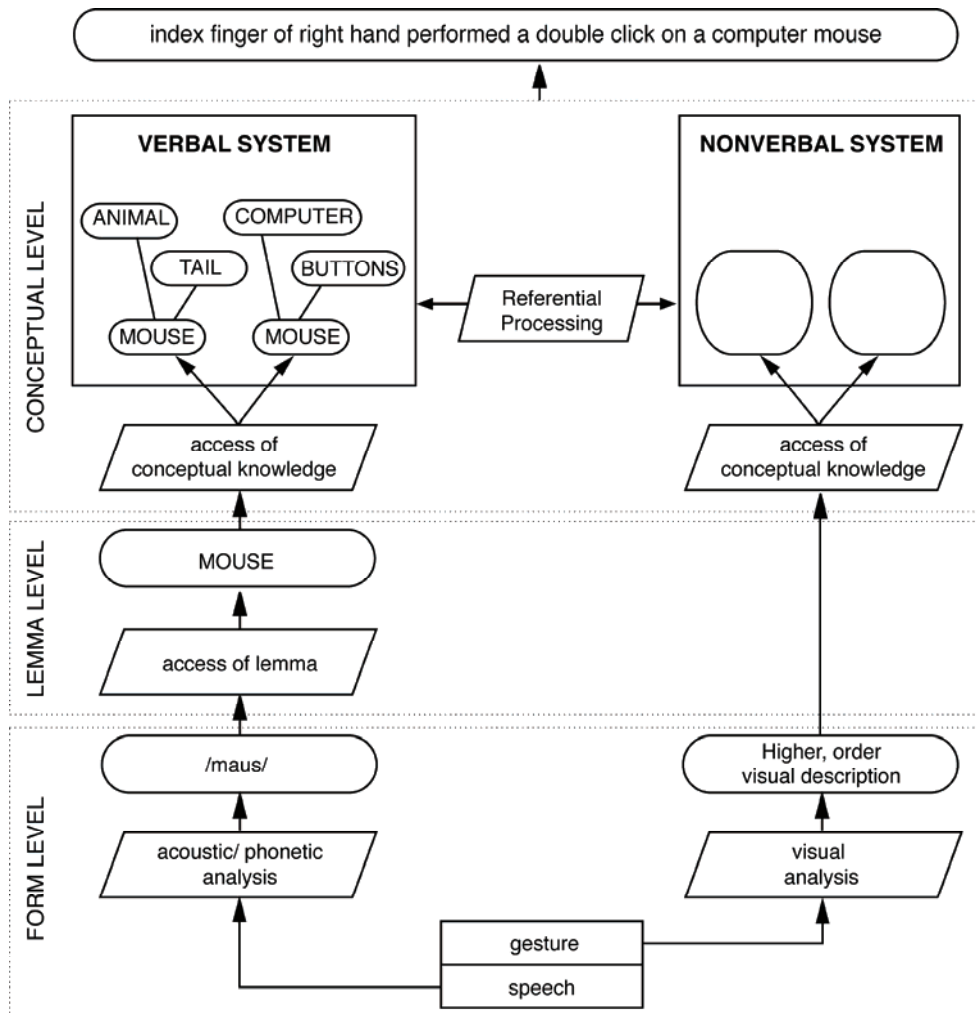 index finger of right hand performed a double click on a computer mouse
CONCEPTUAL LEVEL
VERBAL SYSTEM
ANIMAL
COMPUTER
TAIL
BUTTONS
MOUSE
MOUSE
Referential
Processing
NONVERBAL SYSTEM
access of
conceptual knowledge
access of
conceptual knowledge
LEMMA LEVEL
MOUSE
access of lemma
FORM LEVEL
/maus/
Higher, order
visual description
acoustic/ phonetic
analysis
visual
analysis
gesture
speech